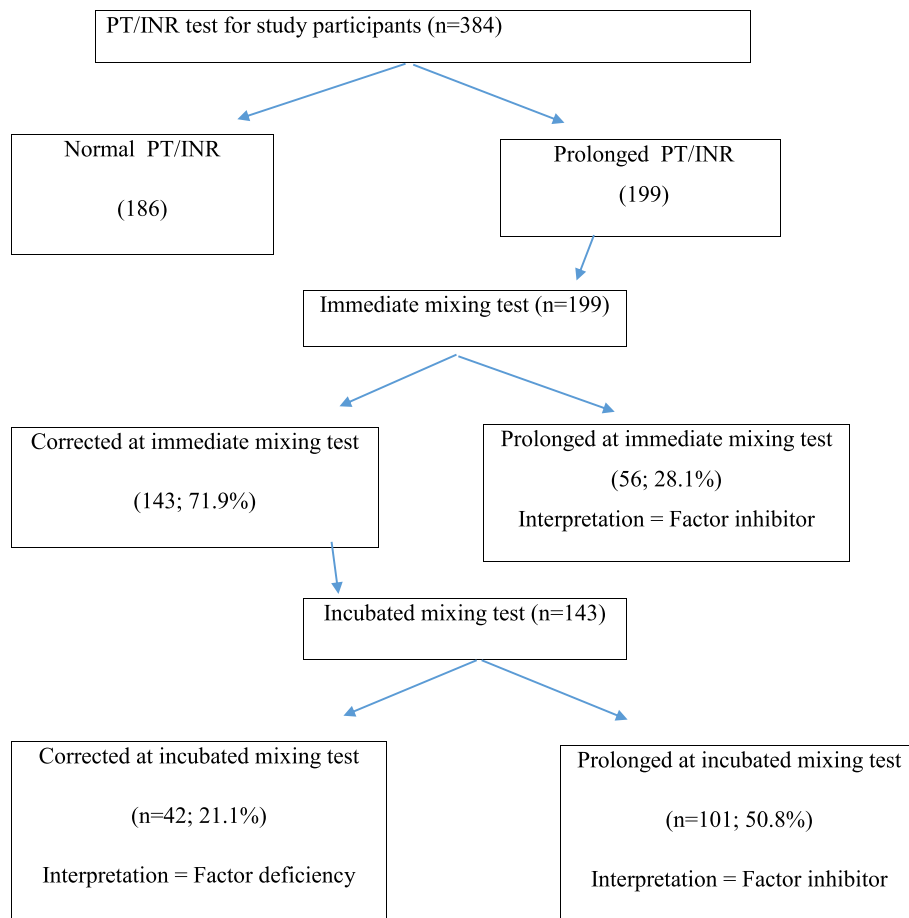 PT/INR test for study participants (n=384)
Normal PT/INR
(186)
Prolonged PT/INR
(199)
Immediate mixing test (n=199)
Corrected at immediate mixing test
(143; 71.9%)
Prolonged at immediate mixing test
(56; 28.1%)
Interpretation = Factor inhibitor
Incubated mixing test (n=143)
Corrected at incubated mixing test
(n=42; 21.1%)
Interpretation = Factor deficiency
Prolonged at incubated mixing test
(n=101; 50.8%)
Interpretation = Factor inhibitor